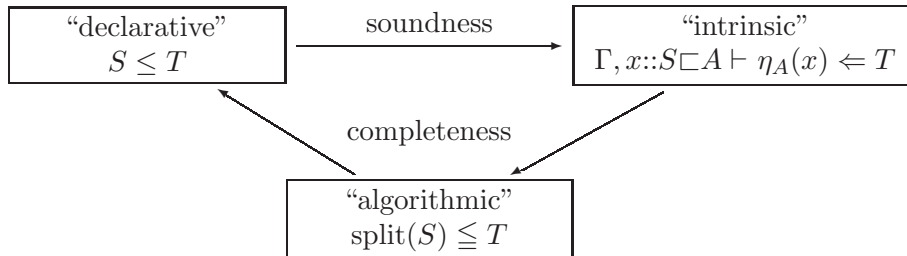 “declarative”
S ≤ T
soundness
“intrinsic”
Γ, x::S⊏A ⊢ η_A(x) ⇐ T
completeness
“algorithmic”
split(S) ≦ T